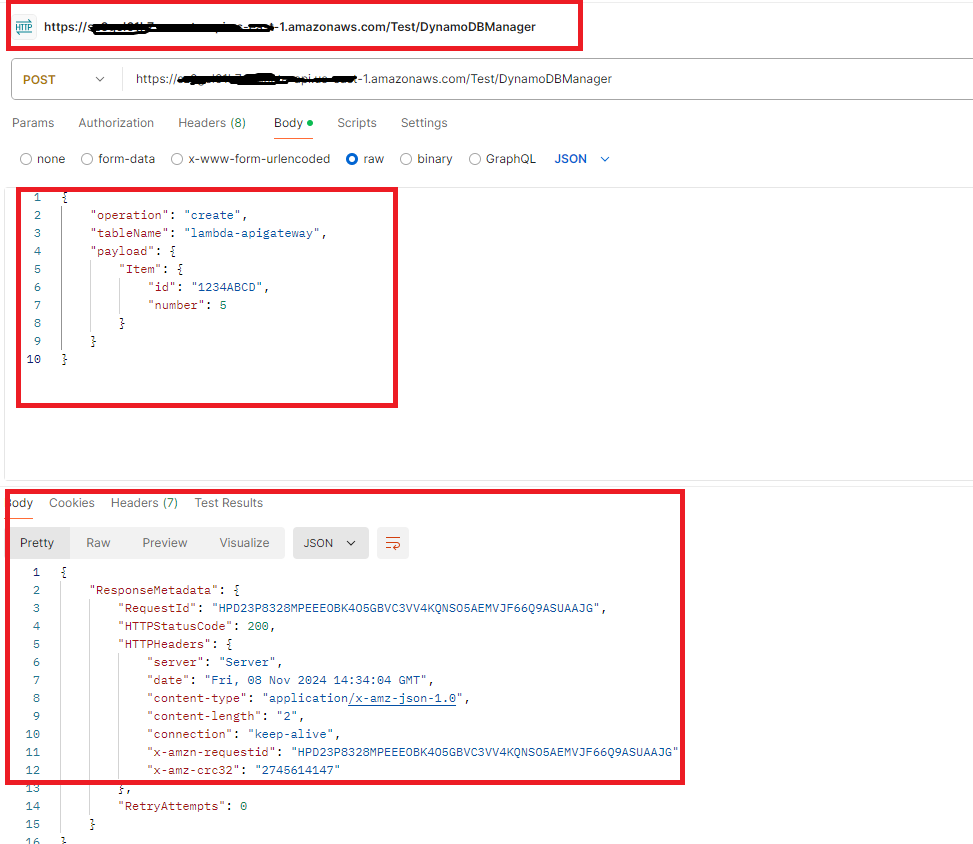 HTTP https:// -1.amazonaws.com/Test/DynamoDBManager
POST https:// -1.amazonaws.com/Test/DynamoDBManager
Params Authorization Headers (8) Body Scripts Settings
none form-data x-www-form-urlencoded raw binary GraphQL JSON
1 {
2 "operation": "create",
3 "tableName": "lambda-apigateway",
4 "payload": {
5 "Item": {
6 "id": "1234ABCD",
7 "number": 5
8 }
9 }
10 }
Body Cookies Headers (7) Test Results
Pretty Raw Preview Visualize JSON
1 {
2 "ResponseMetadata": {
3 "RequestId": "HPD23P8328MPEEEOBK4O5GBVC3VV4KQNSO5AEMVJF66Q9ASUAAJG",
4 "HTTPStatusCode": 200,
5 "HTTPHeaders": {
6 "server": "Server",
7 "date": "Fri, 08 Nov 2024 14:34:04 GMT",
8 "content-type": "application/x-amz-json-1.0",
9 "content-length": "2",
10 "connection": "keep-alive",
11 "x-amzn-requestid": "HPD23P8328MPEEEOBK4O5GBVC3VV4KQNSO5AEMVJF66Q9ASUAAJG"
12 "x-amz-crc32": "2745614147"
13 },
14 "RetryAttempts": 0
15 }
16 }